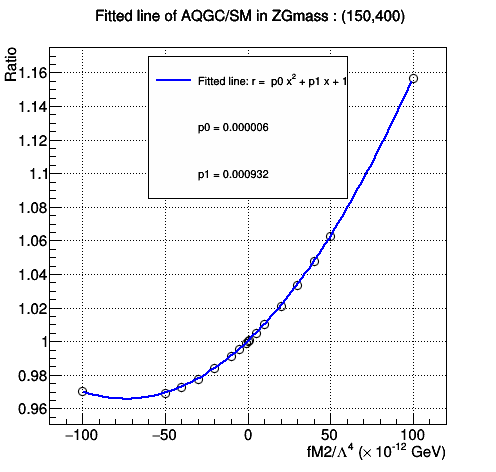 Fitted line of AQGC/SM in ZGmass : (150,400)
Ratio
Fitted line: r = p0 x² + p1 x + 1
p0 = 0.000006
p1 = 0.000932
1.16
1.14
1.12
1.1
1.08
1.06
1.04
1.02
1
0.98
0.96
−100 −50 0 50 100
fM2/Λ⁴ (× 10⁻¹² GeV)